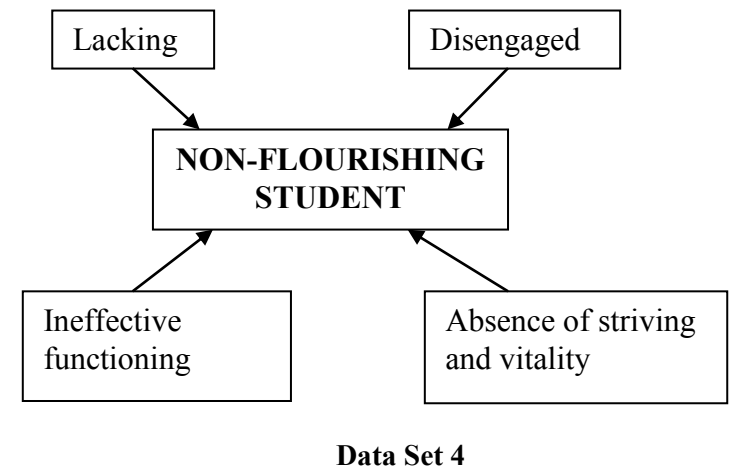 Lacking
Disengaged
NON-FLOURISHING
STUDENT
Ineffective
functioning
Absence of striving
and vitality
Data Set 4